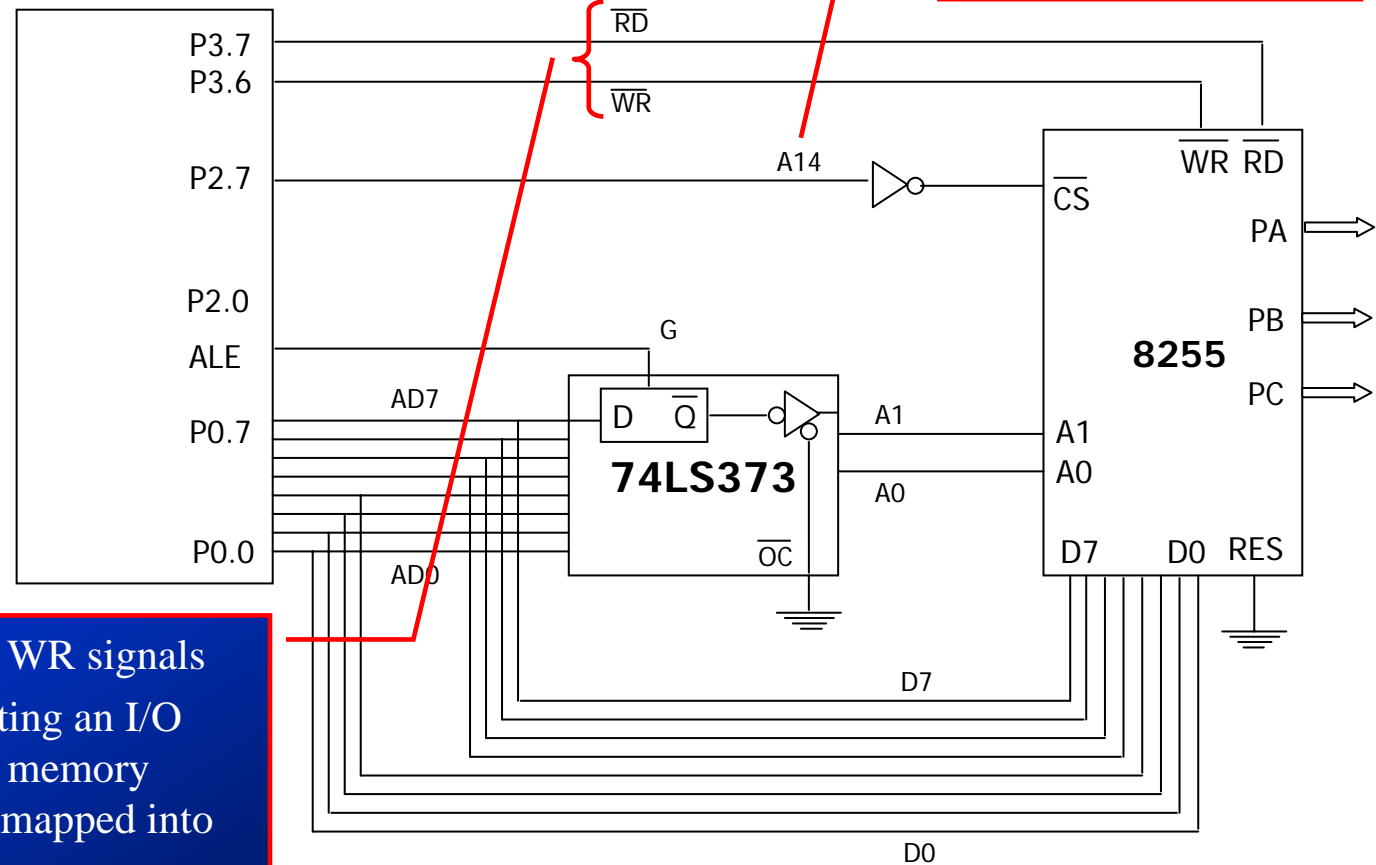 P3.7
P3.6
P2.7
P2.0
ALE
P0.7
P0.0
RD
WR
A14
G
AD7
AD0
D Q
74LS373
OC
A1
A0
WR RD
CS
PA
PB
PC
8255
A1
A0
D7 D0 RES
D7
D0
WR signals
ting an I/O
memory
mapped into